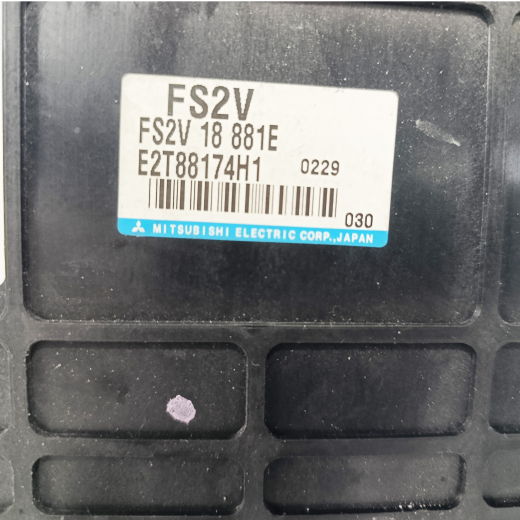 FS2V
FS2V 18 881E
E2T88174H1 0229
030
MITSUBISHI ELECTRIC CORP.,JAPAN